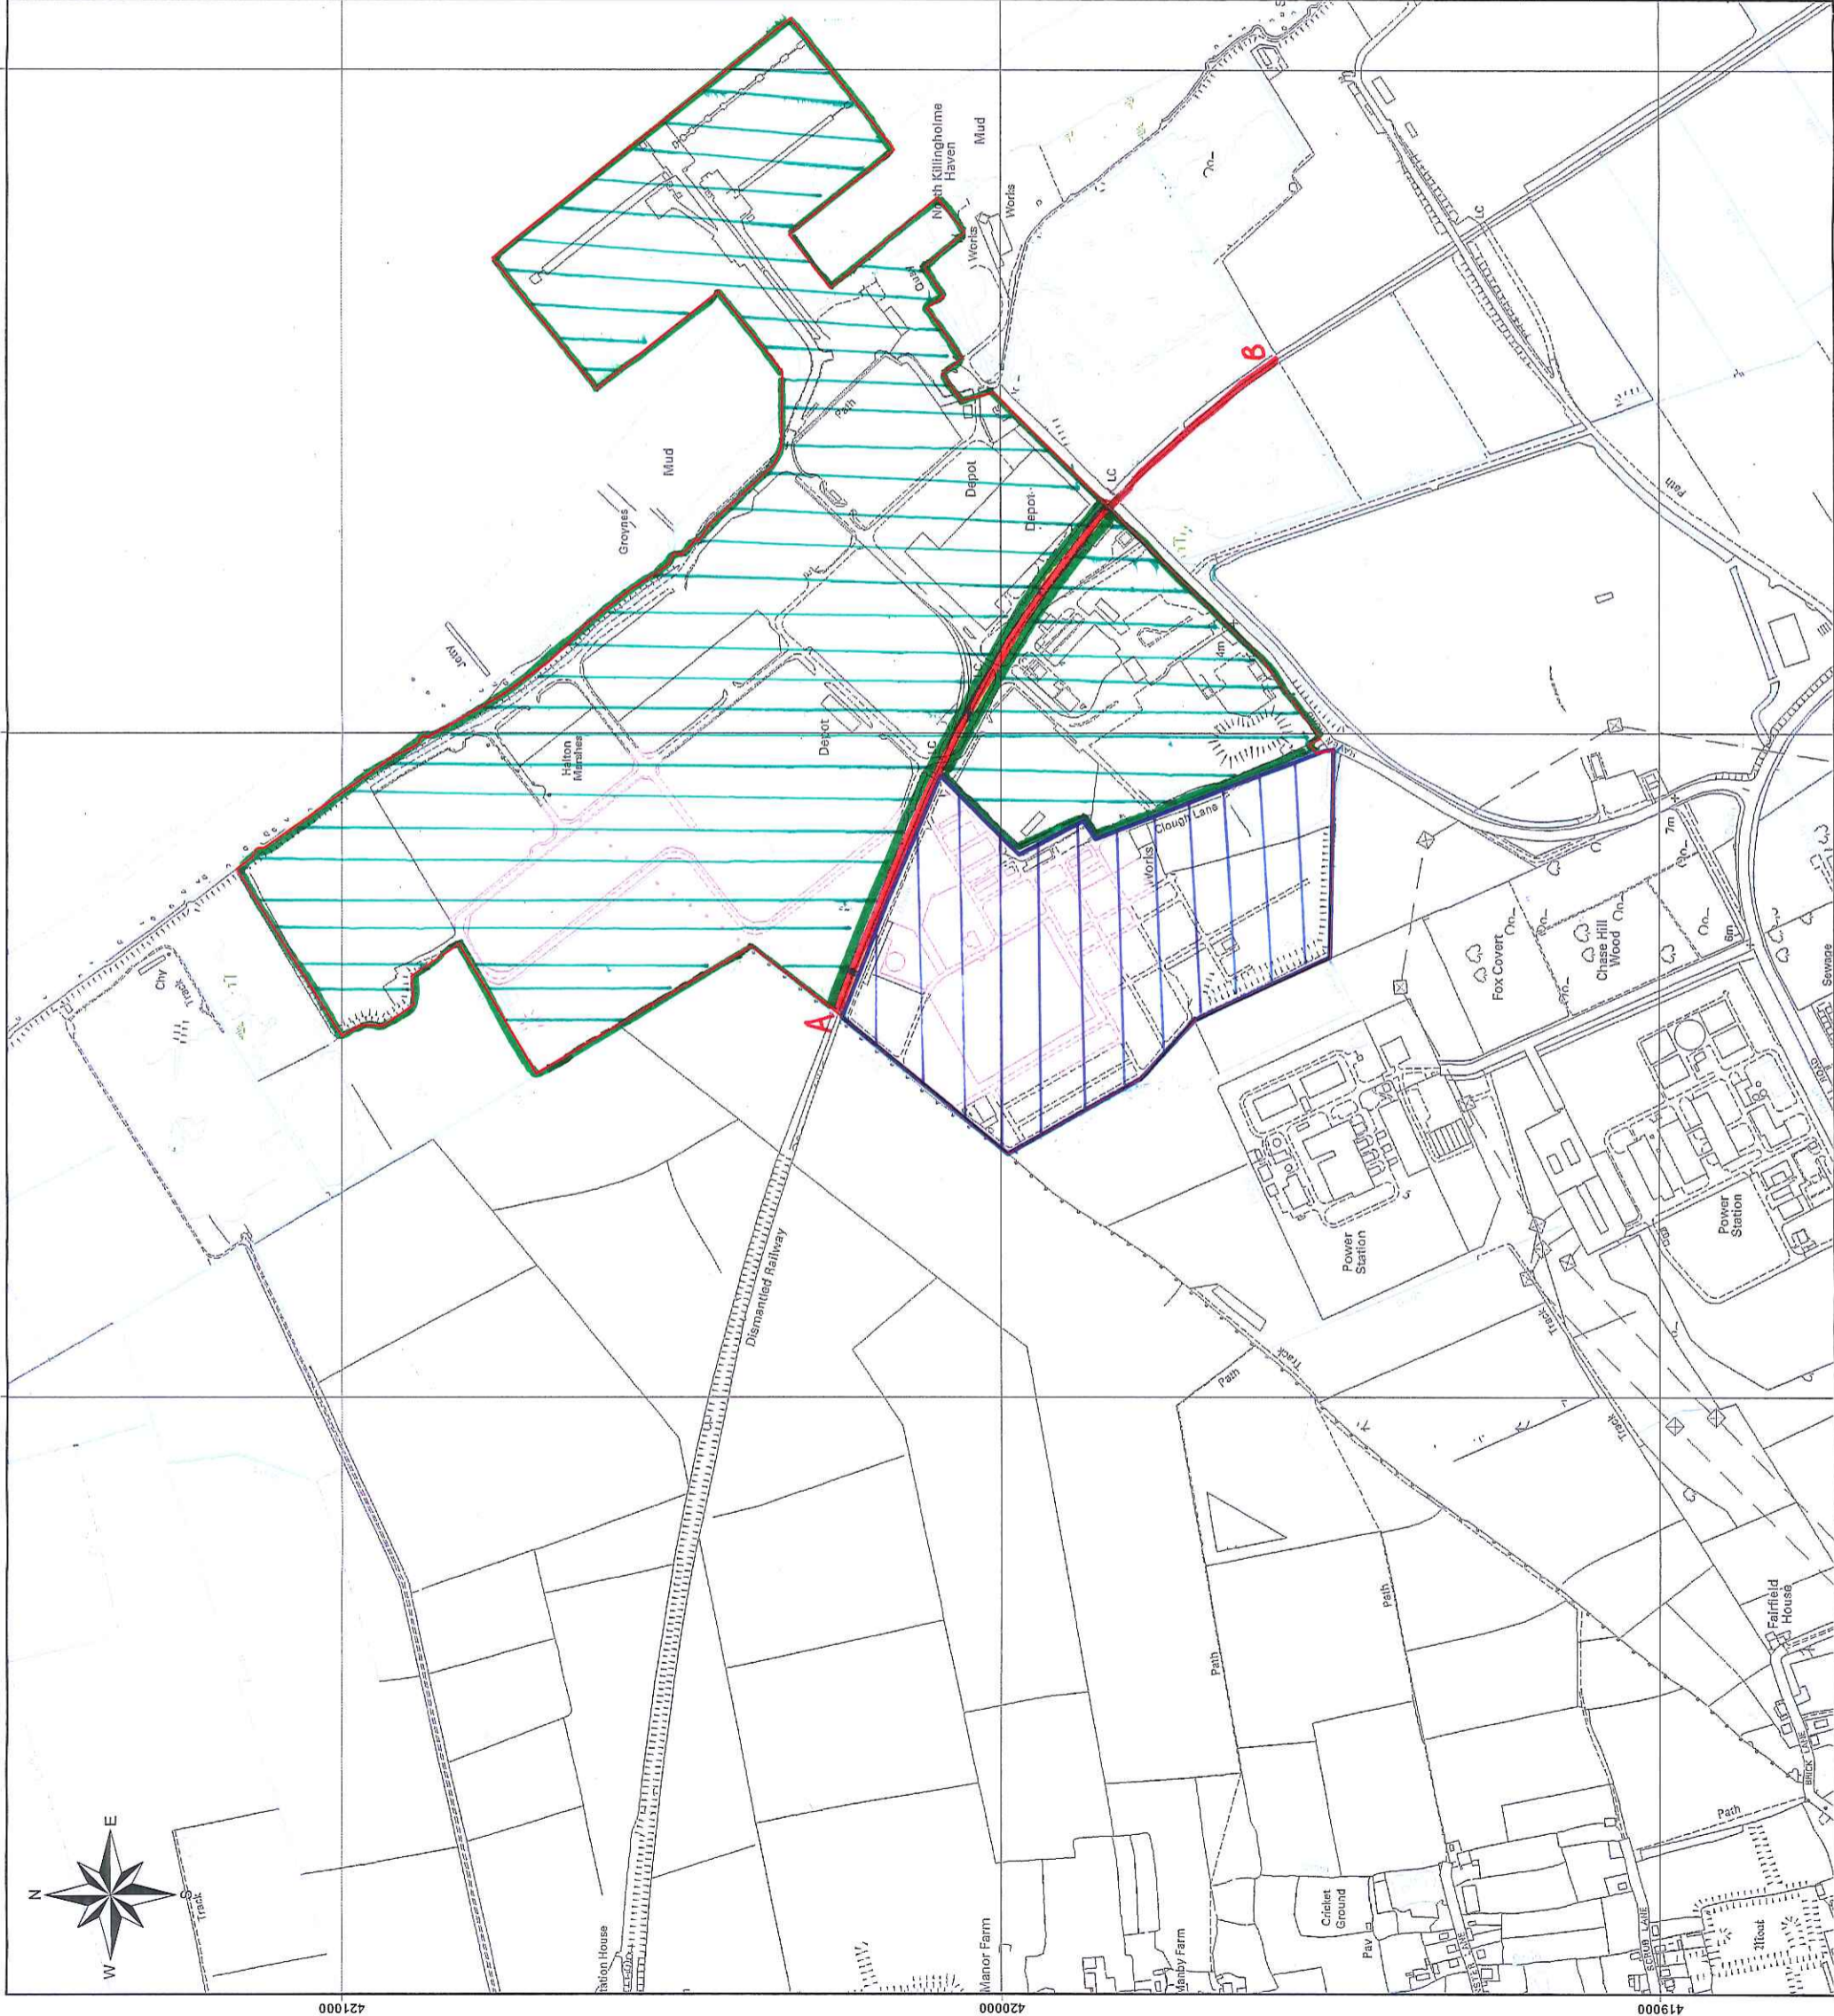 N
W
E
S
Track
Chy
Track
Jetty
Groynes
Mud
Halton
Marshes
Depot
Path
Depot
Depot
Quay
North Killingholme
Haven
Mud
Works
Works
LC
LC
LC
A
B
4m
Clough Lane
Works
Dismantled Railway
7m
Fox Covert
Chase Hill
Wood
6m
Sewage
ROAD
Power
Station
Power
Station
Track
Track
Track
Path
Path
Path
Path
Path
Manor Farm
Manby Farm
Cricket
Ground
Pav
SCRUB LANE
Moat
Fairfield
House
BRICK LANE
421000
420000
419000